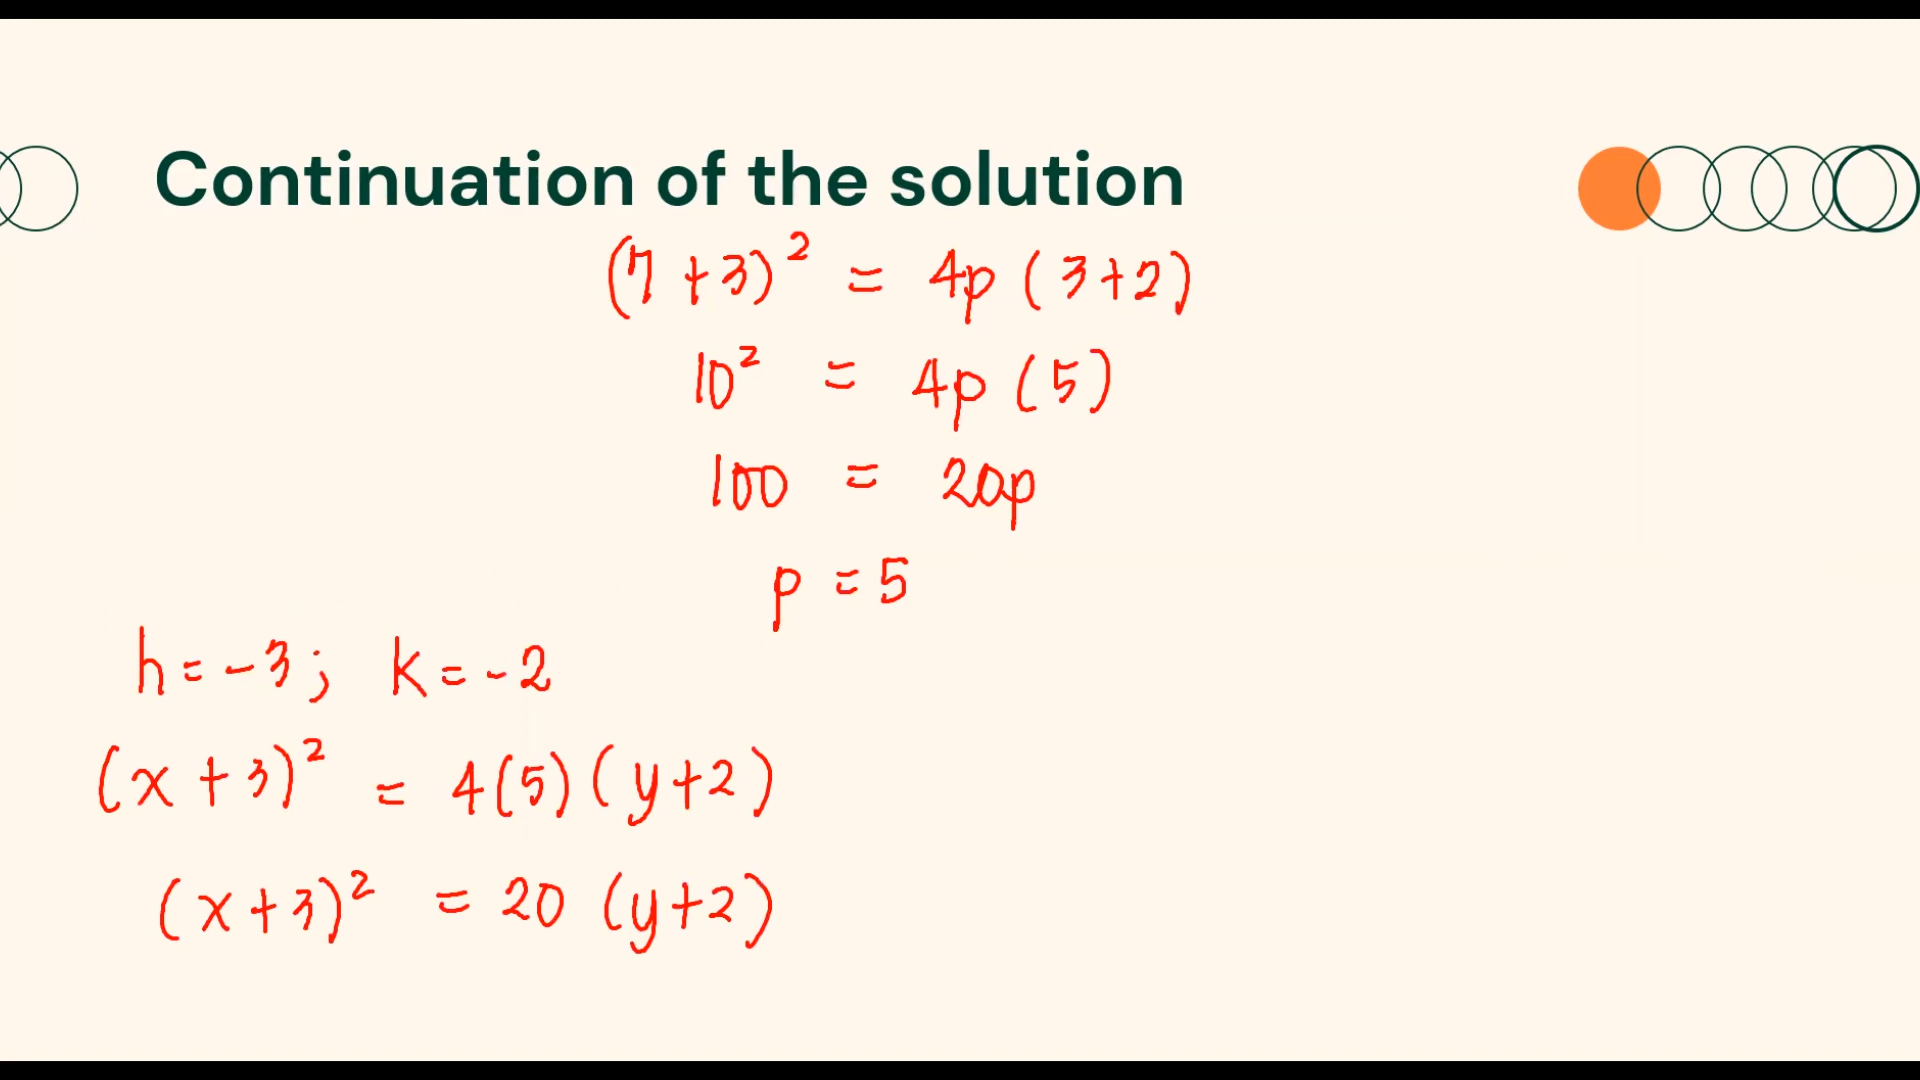 Continuation of the solution
(7 + 3)² = 4p (3+2)
10² = 4p (5)
100 = 20p
p = 5
h = -3; k = -2
(x + 3)² = 4(5)(y+2)
(x+3)² = 20 (y+2)